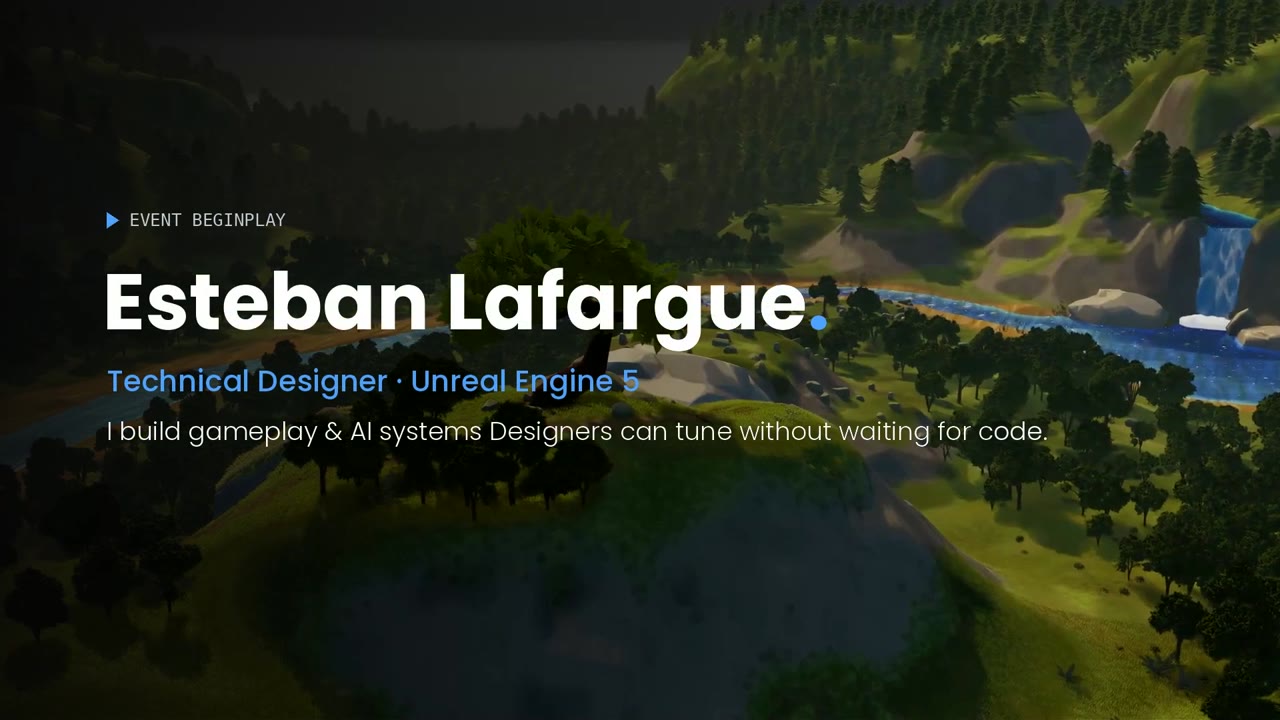 EVENT BEGINPLAY
Esteban Lafargue.
Technical Designer · Unreal Engine 5
I build gameplay & AI systems Designers can tune without waiting for code.